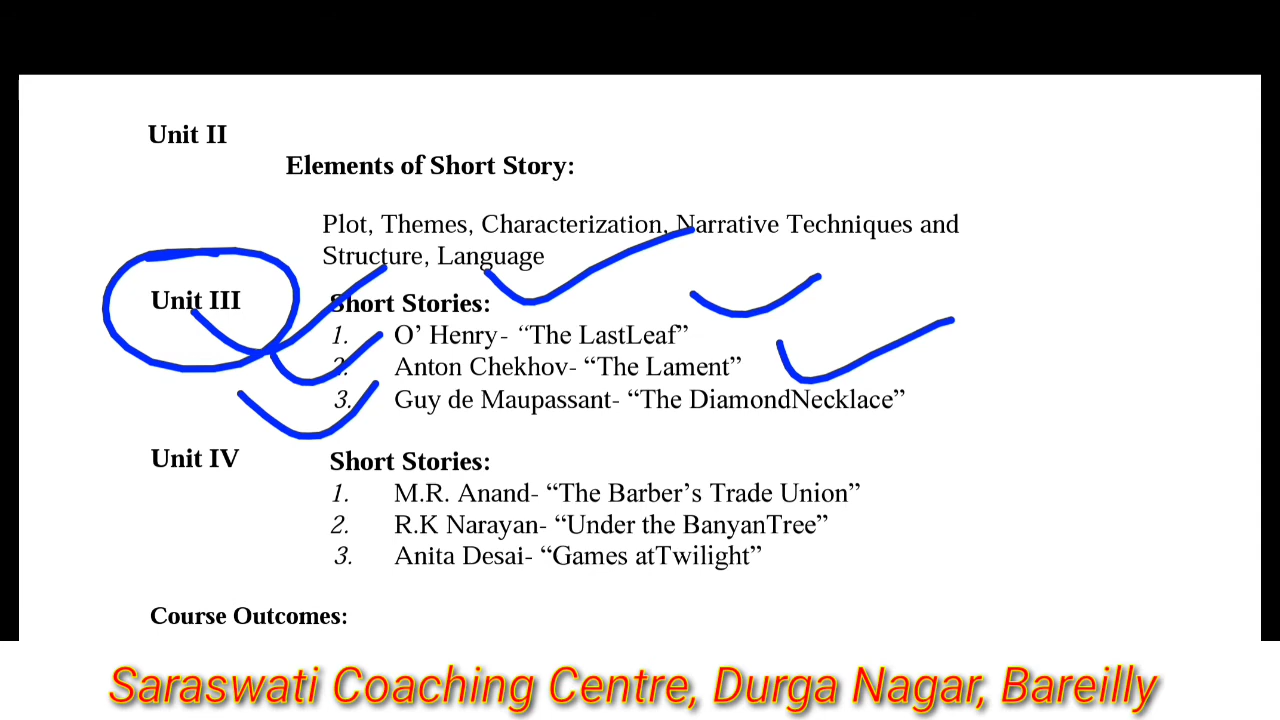 Unit II
Elements of Short Story:
Plot, Themes, Characterization, Narrative Techniques and
Structure, Language
Unit III
Short Stories:
1. O’ Henry- “The LastLeaf”
2. Anton Chekhov- “The Lament”
3. Guy de Maupassant- “The DiamondNecklace”
Unit IV
Short Stories:
1. M.R. Anand- “The Barber’s Trade Union”
2. R.K Narayan- “Under the BanyanTree”
3. Anita Desai- “Games atTwilight”
Course Outcomes:
Saraswati Coaching Centre, Durga Nagar, Bareilly